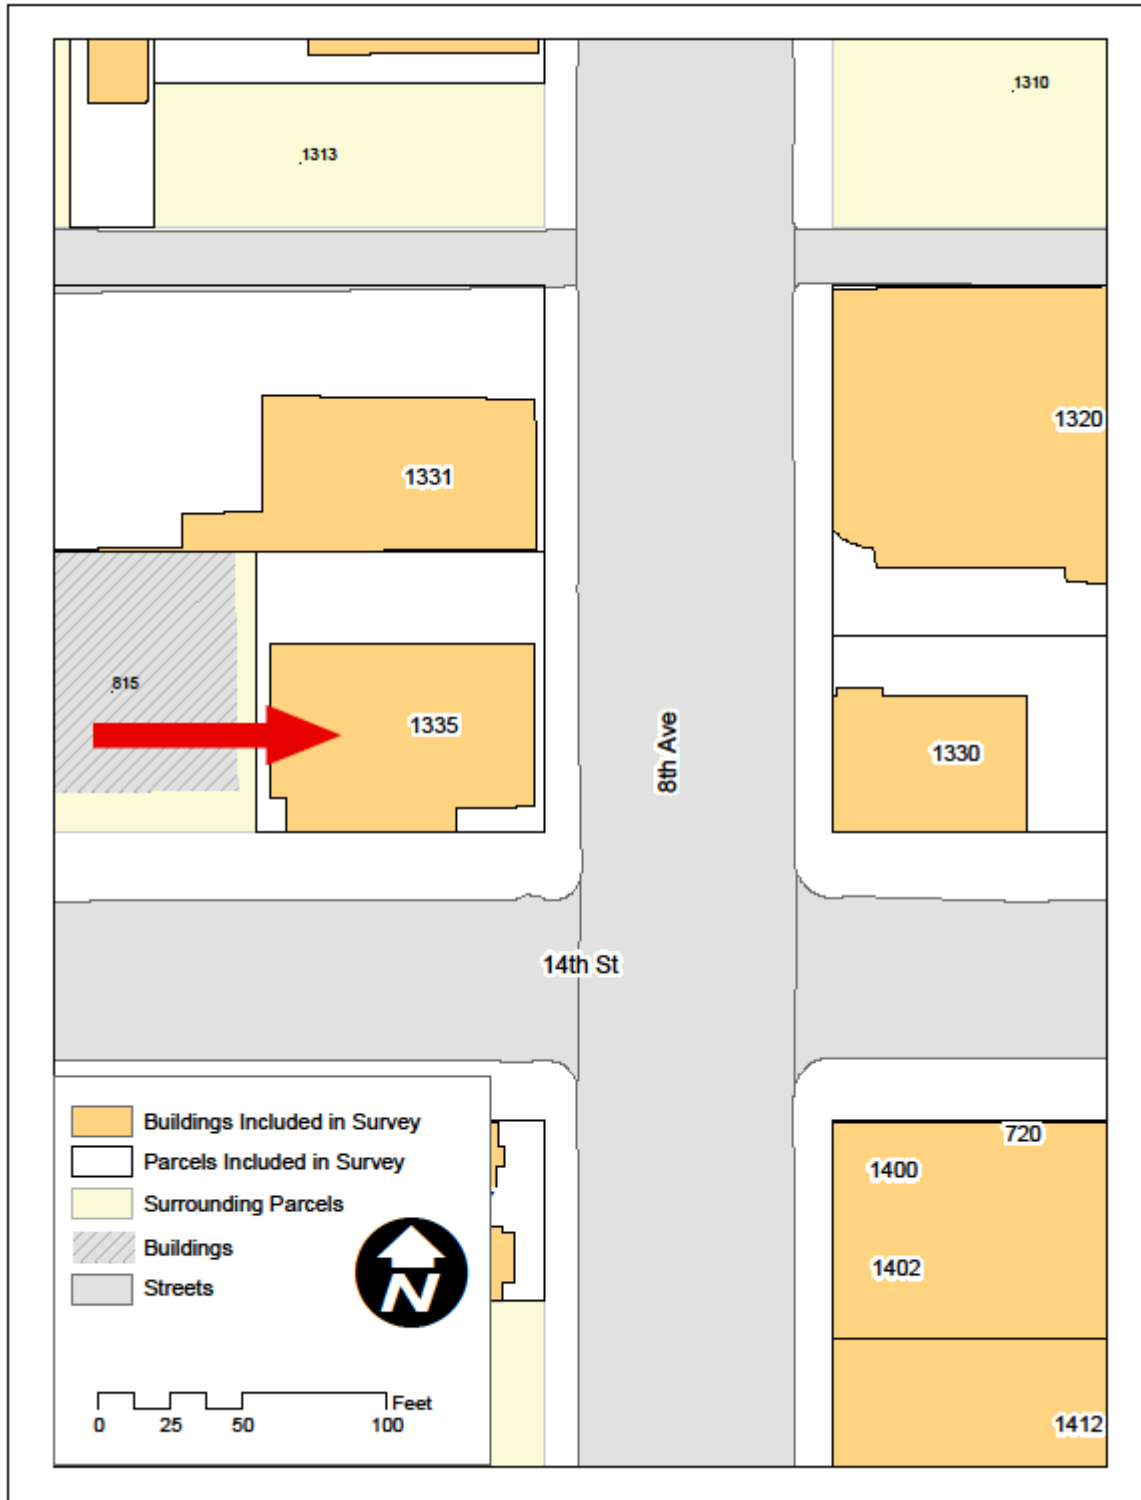 1310
1313
1320
1331
815
1335
8th Ave
1330
14th St
Buildings Included in Survey
Parcels Included in Survey
Surrounding Parcels
Buildings
Streets
N
Feet
0 25 50 100
720
1400
1402
1412